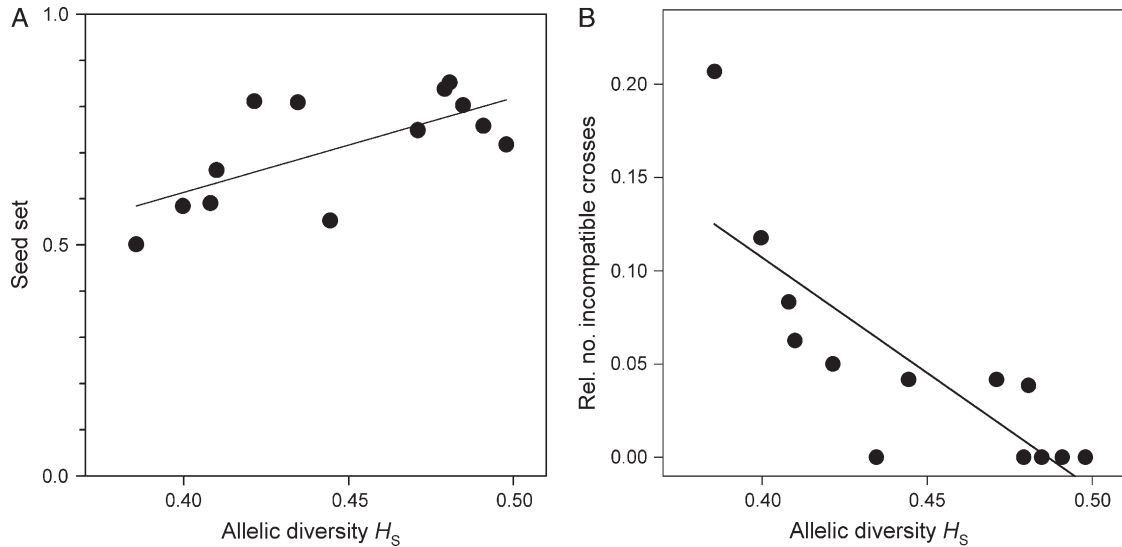 A
1.0
0.5
0.0
Seed set
0.40
0.45
0.50
Allelic diversity HS
B
0.20
0.15
0.10
0.05
0.00
Rel. no. incompatible crosses
0.40
0.45
0.50
Allelic diversity HS